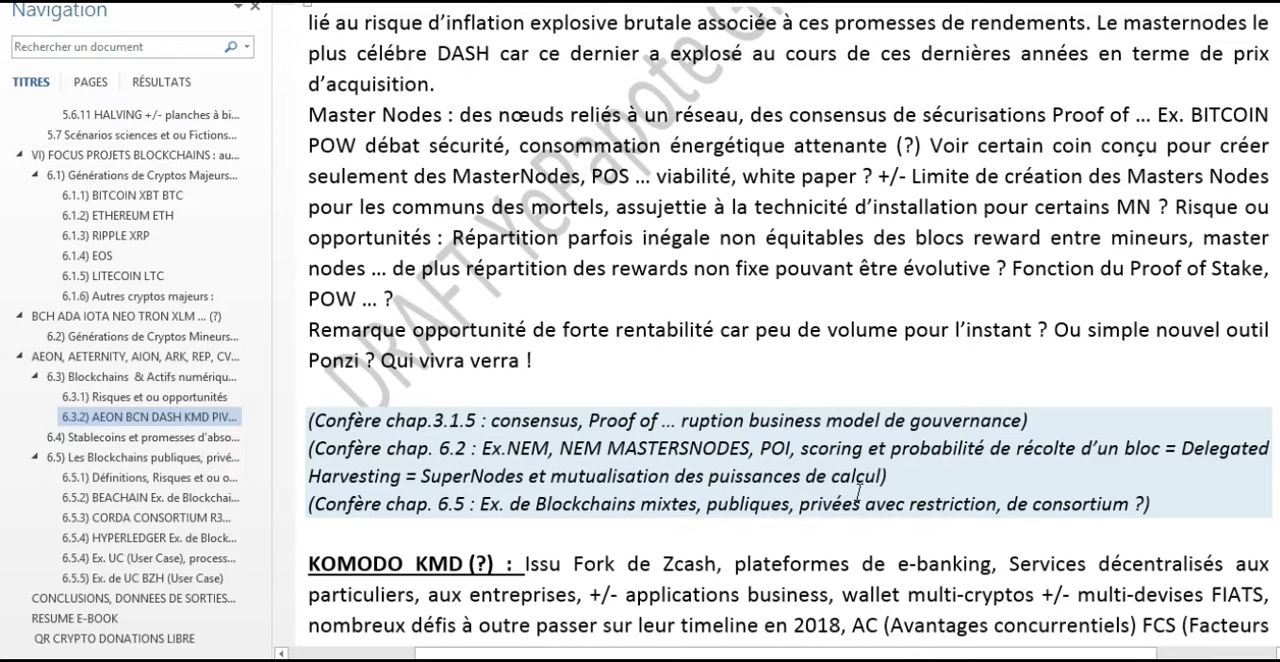 Navigation
Rechercher un document
TITRES PAGES RÉSULTATS
5.6.11 HALVING +/- planches à bi...
5.7 Scénarios sciences et ou Fictions...
VI) FOCUS PROJETS BLOCKCHAINS : au...
6.1) Générations de Cryptos Majeurs...
6.1.1) BITCOIN XBT BTC
6.1.2) ETHEREUM ETH
6.1.3) RIPPLE XRP
6.1.4) EOS
6.1.5) LITECOIN LTC
6.1.6) Autres cryptos majeurs :
BCH ADA IOTA NEO TRON XLM ... (?)
6.2) Générations de Cryptos Mineurs...
AEON, AETERNITY, AION, ARK, REP, CV...
6.3) Blockchains & Actifs numériqu...
6.3.1) Risques et ou opportunités
6.3.2) AEON BCN DASH KMD PIV...
6.4) Stablecoins et promesses d'abso...
6.5) Les Blockchains publiques, privé...
6.5.1) Définitions, Risques et ou o...
6.5.2) BEACHAIN Ex. de Blockchai...
6.5.3) CORDA CONSORTIUM R3...
6.5.4) HYPERLEDGER Ex. de Block...
6.5.4) Ex. UC (User Case), process...
6.5.5) Ex. de UC BZH (User Case)
CONCLUSIONS, DONNEES DE SORTIES...
RESUME E-BOOK
QR CRYPTO DONATIONS LIBRE
lié au risque d'inflation explosive brutale associée à ces promesses de rendements. Le masternodes le
plus célébre DASH car ce dernier a explosé au cours de ces dernières années en terme de prix
d'acquisition.
Master Nodes : des nœuds reliés à un réseau, des consensus de sécurisations Proof of ... Ex. BITCOIN
POW débat sécurité, consommation énergétique attenante (?) Voir certain coin conçu pour créer
seulement des MasterNodes, POS ... viabilité, white paper ? +/- Limite de création des Masters Nodes
pour les communs des mortels, assujettie à la technicité d'installation pour certains MN ? Risque ou
opportunités : Répartition parfois inégale non équitables des blocs reward entre mineurs, master
nodes ... de plus répartition des rewards non fixe pouvant être évolutive ? Fonction du Proof of Stake,
POW ... ?
Remarque opportunité de forte rentabilité car peu de volume pour l'instant ? Ou simple nouvel outil
Ponzi ? Qui vivra verra !
(Confère chap.3.1.5 : consensus, Proof of ... ruption business model de gouvernance)
(Confère chap. 6.2 : Ex.NEM, NEM MASTERSNODES, POI, scoring et probabilité de récolte d'un bloc = Delegated
Harvesting = SuperNodes et mutualisation des puissances de calcul)
(Confère chap. 6.5 : Ex. de Blockchains mixtes, publiques, privées avec restriction, de consortium ?)
KOMODO KMD (?) : Issu Fork de Zcash, plateformes de e-banking, Services décentralisés aux
particuliers, aux entreprises, +/- applications business, wallet multi-cryptos +/- multi-devises FIATS,
nombreux défis à outre passer sur leur timeline en 2018, AC (Avantages concurrentiels) FCS (Facteurs
DRAFT YePapote